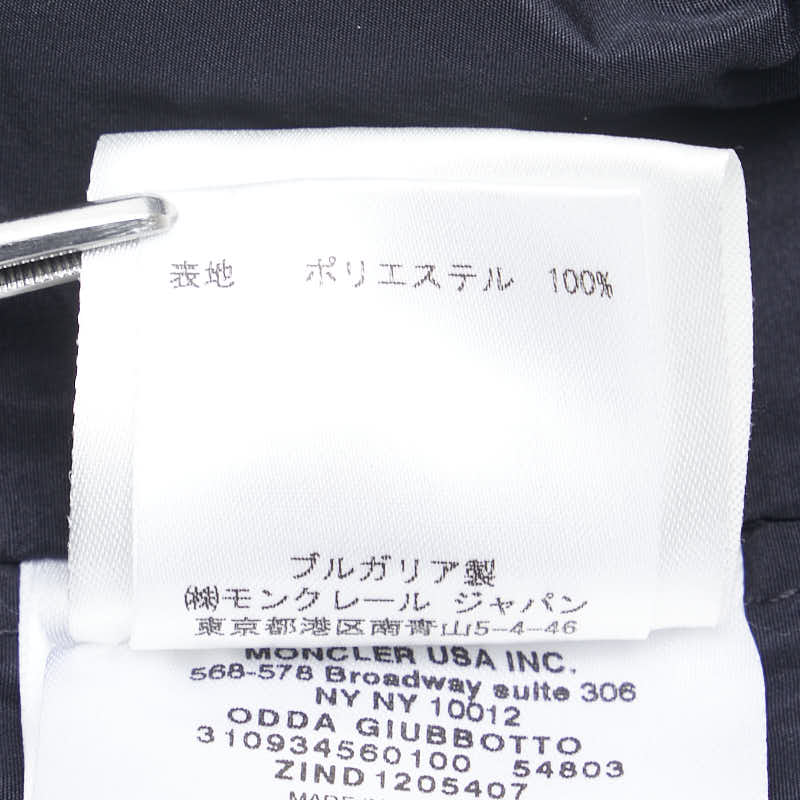 表地 ポリエステル 100%
ブルガリア製
㈱モンクレール ジャパン
東京都港区南青山5-4-46
MONCLER USA INC.
568-578 Broadway suite 306
NY NY 10012
ODDA GIUBBOTTO
310934560100 54803
ZIND1205407
MADE